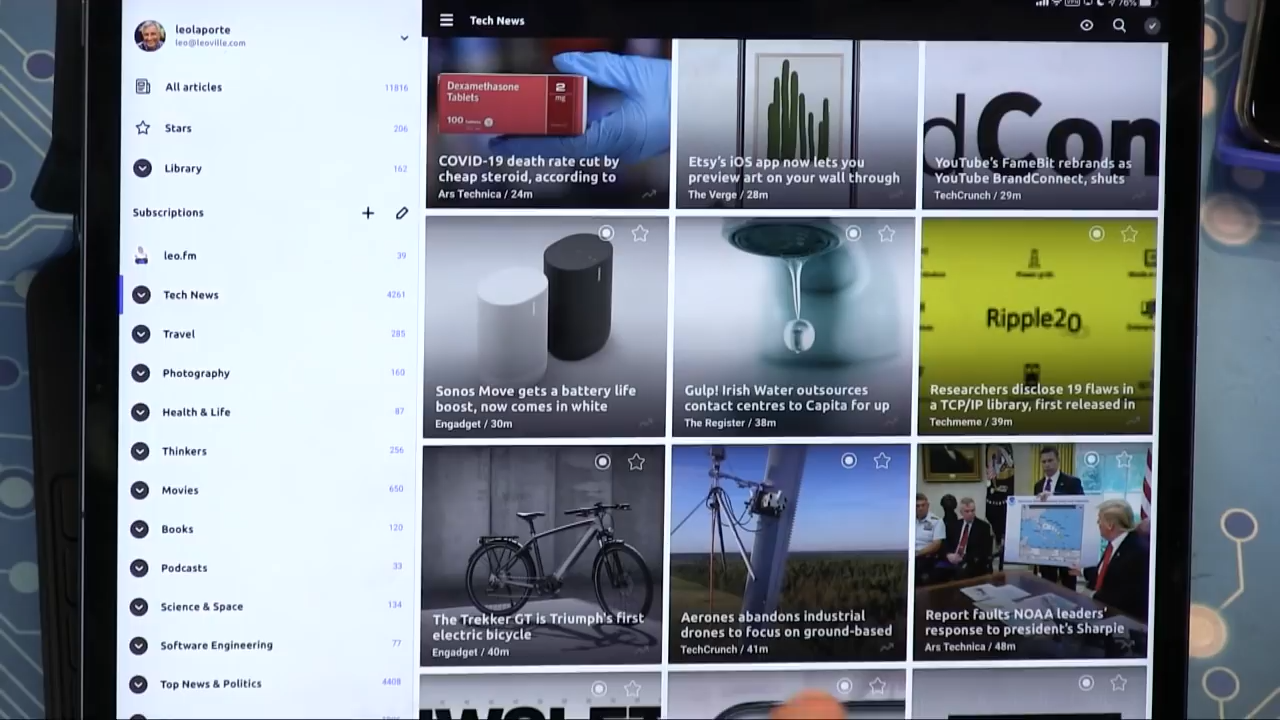 leolaporte
leo@leoville.com
All articles 11816
Stars 206
Library 162
Subscriptions
leo.fm 39
Tech News 4261
Travel 285
Photography 160
Health & Life 87
Thinkers 256
Movies 650
Books 120
Podcasts 33
Science & Space 134
Software Engineering 77
Top News & Politics 4408
Tech News
76%
Dexamethasone
Tablets
2
mg
100
COVID-19 death rate cut by
cheap steroid, according to
Ars Technica / 24m
Etsy's iOS app now lets you
preview art on your wall through
The Verge / 28m
dCon
YouTube's FameBit rebrands as
YouTube BrandConnect, shuts
TechCrunch / 29m
Sonos Move gets a battery life
boost, now comes in white
Engadget / 30m
Gulp! Irish Water outsources
contact centres to Capita for up
The Register / 38m
Ripple20
Researchers disclose 19 flaws in
a TCP/IP library, first released in
Techmeme / 39m
The Trekker GT is Triumph's first
electric bicycle
Engadget / 40m
Aerones abandons industrial
drones to focus on ground-based
TechCrunch / 41m
Report faults NOAA leaders'
response to president's Sharpie
Ars Technica / 48m